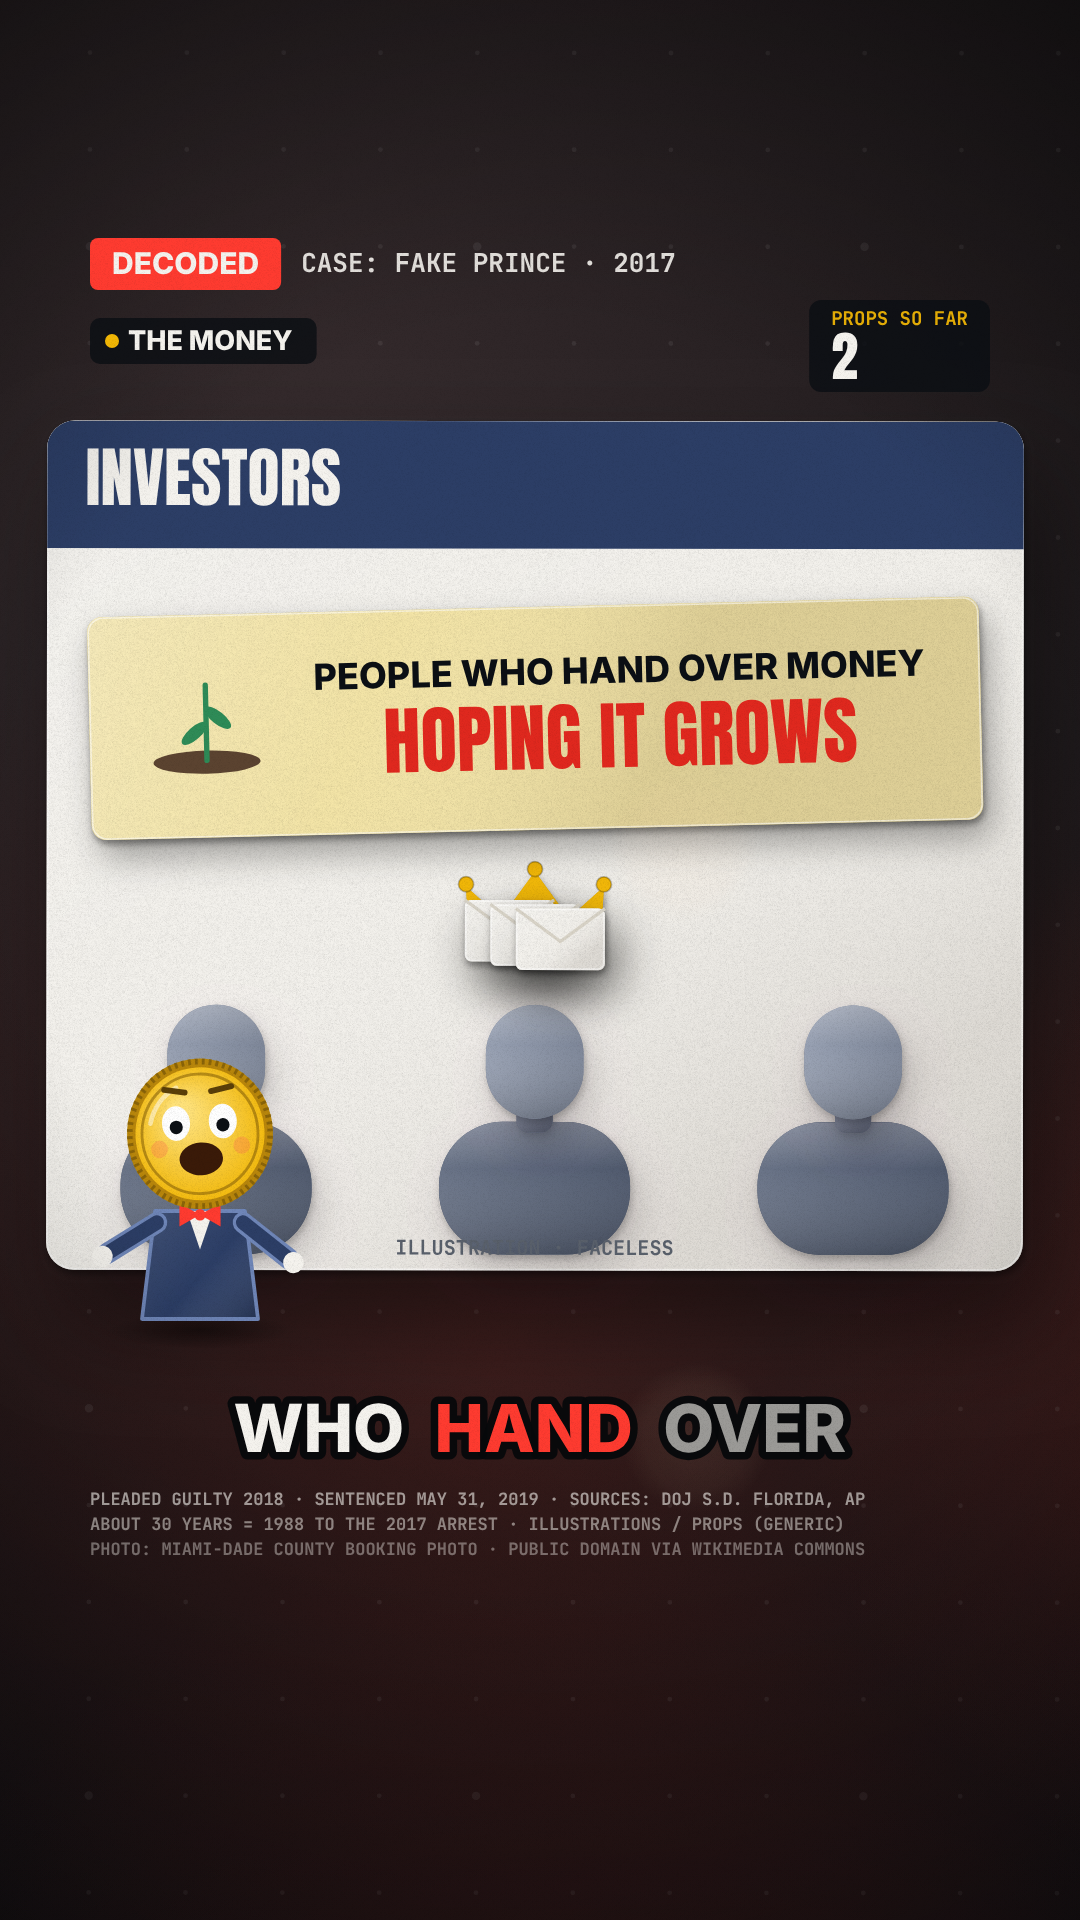 DECODED CASE: FAKE PRINCE · 2017
THE MONEY
PROPS SO FAR
2
INVESTORS
PEOPLE WHO HAND OVER MONEY
HOPING IT GROWS
ILLUSTRATION · FACELESS
WHO HAND OVER
PLEADED GUILTY 2018 · SENTENCED MAY 31, 2019 · SOURCES: DOJ S.D. FLORIDA, AP
ABOUT 30 YEARS = 1988 TO THE 2017 ARREST · ILLUSTRATIONS / PROPS (GENERIC)
PHOTO: MIAMI-DADE COUNTY BOOKING PHOTO · PUBLIC DOMAIN VIA WIKIMEDIA COMMONS